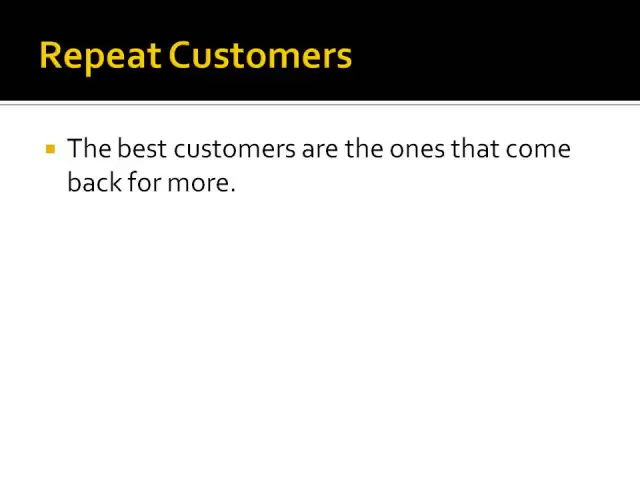 Repeat Customers
The best customers are the ones that come
back for more.